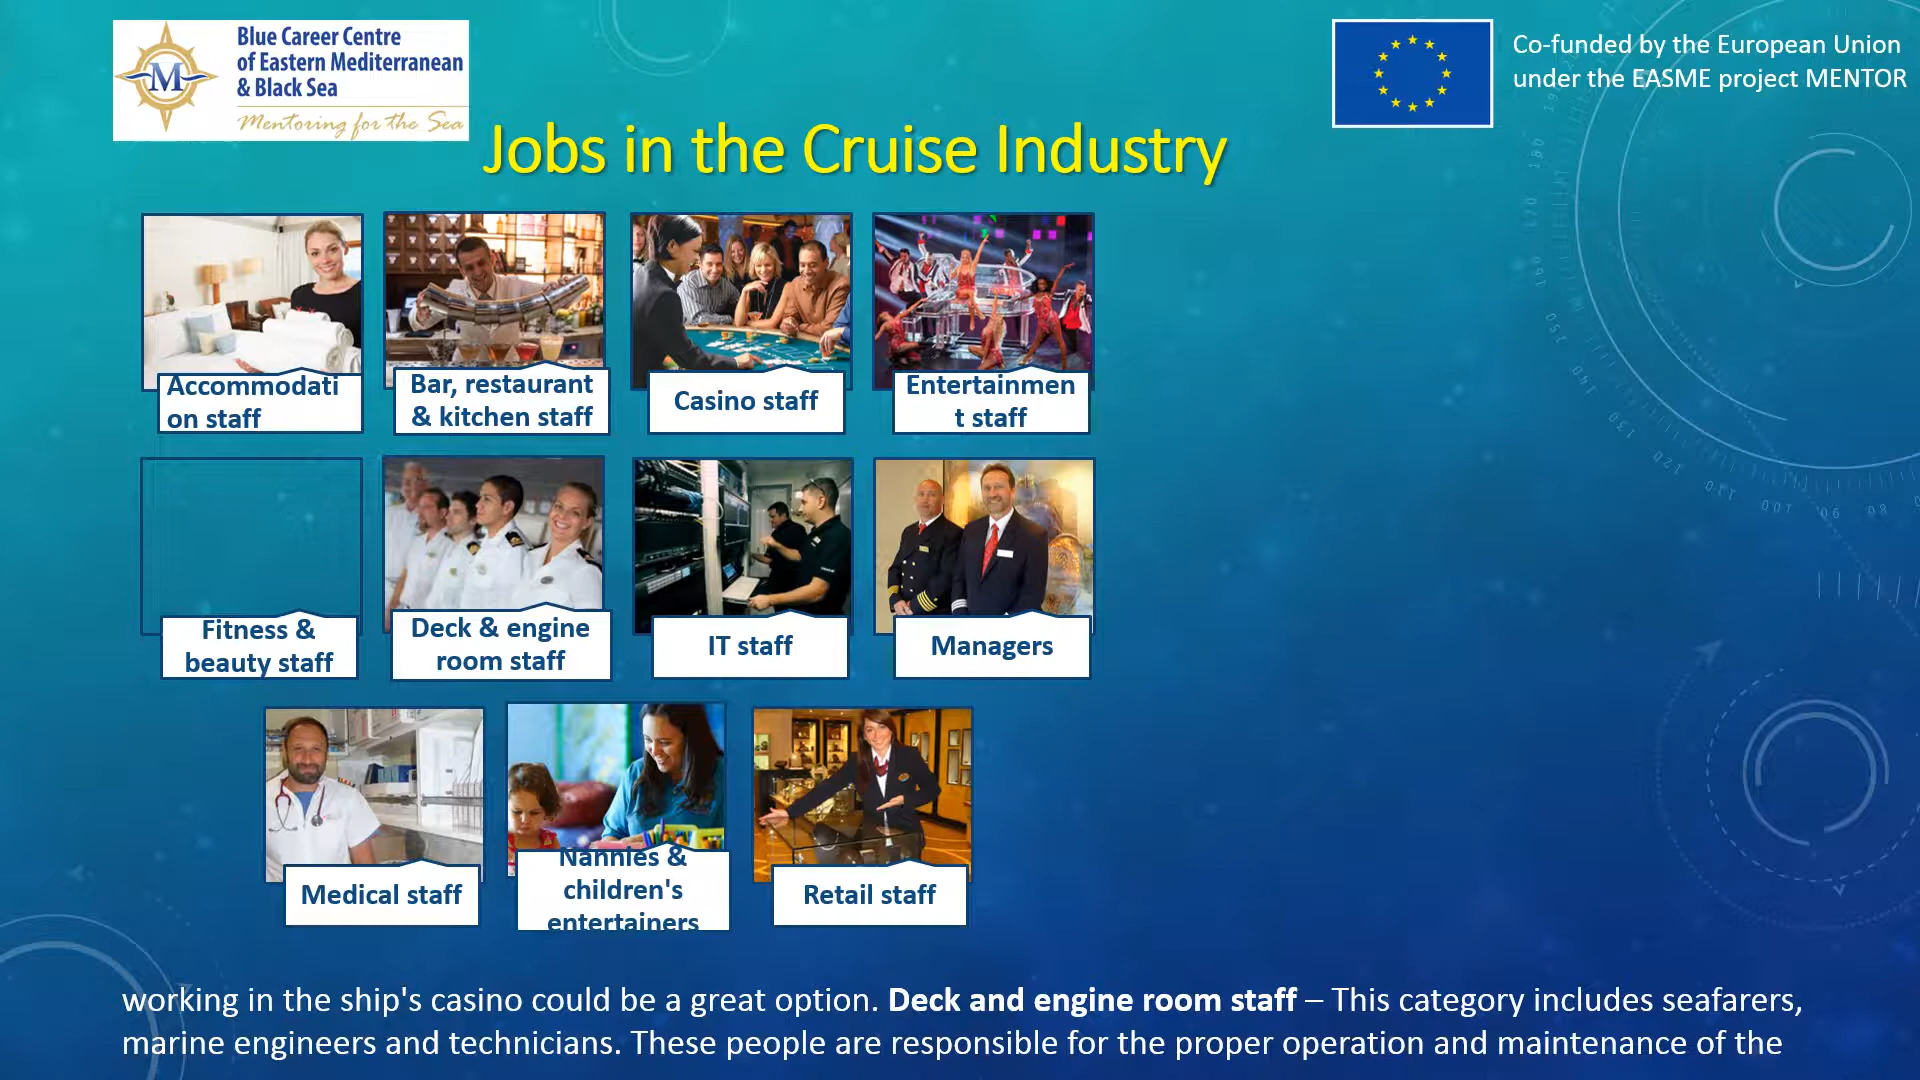 Blue Career Centre
of Eastern Mediterranean
& Black Sea
Mentoring for the Sea
Co-funded by the European Union
under the EASME project MENTOR
Jobs in the Cruise Industry
Accommodati
on staff
Bar, restaurant
& kitchen staff
Casino staff
Entertainmen
t staff
Fitness &
beauty staff
Deck & engine
room staff
IT staff
Managers
Medical staff
Nannies &
children's
entertainers
Retail staff
working in the ship's casino could be a great option. Deck and engine room staff – This category includes seafarers,
marine engineers and technicians. These people are responsible for the proper operation and maintenance of the